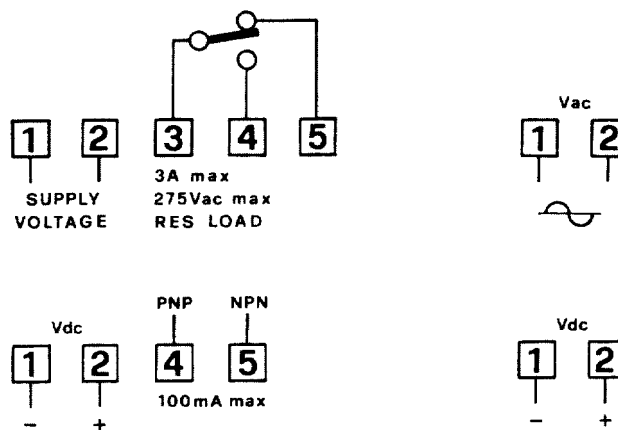 1 2 3 4 5
SUPPLY VOLTAGE
3A max
275Vac max
RES LOAD
Vac
1 2
Vdc
1 2
- +
PNP NPN
4 5
100mA max
Vdc
1 2
- +